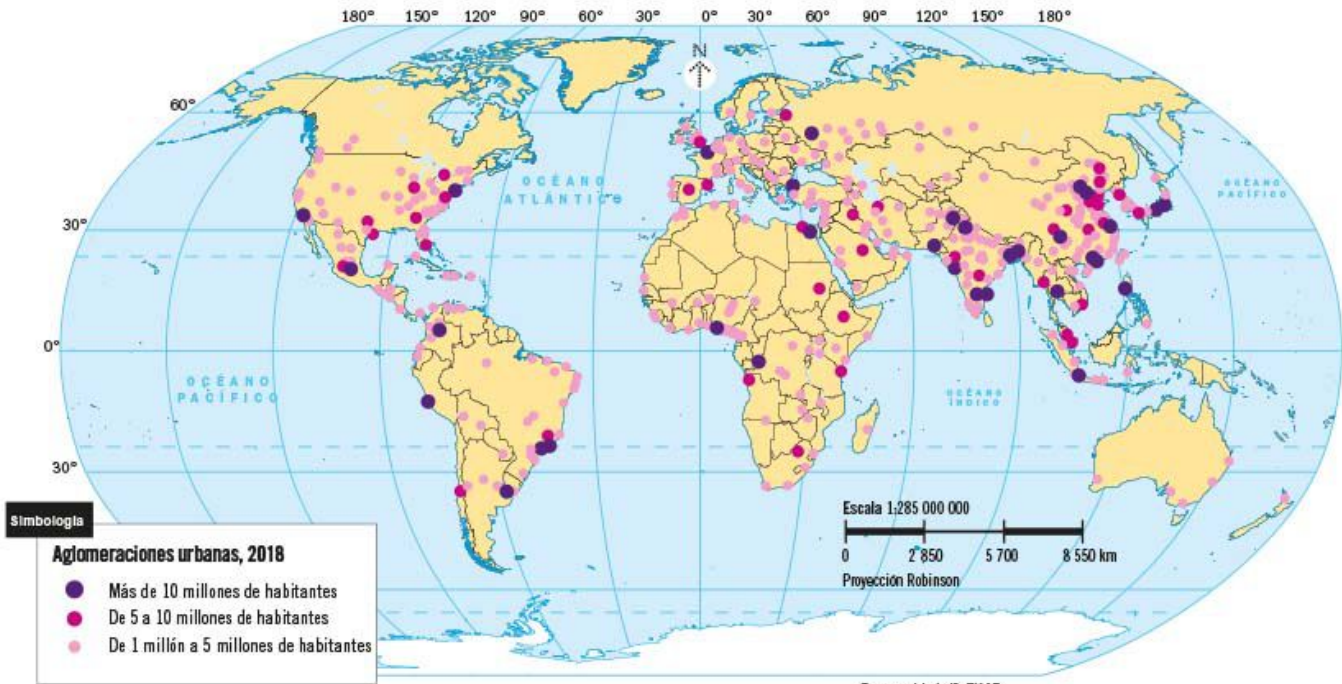 180° 150° 120° 90° 60° 30° 0° 30° 60° 90° 120° 150° 180°
N
60°
OCÉANO
ATLÁNTICO
OCÉANO
PACÍFICO
30°
0°
OCÉANO
PACÍFICO
OCÉANO
ÍNDICO
30°
Simbología
Aglomeraciones urbanas, 2018
Más de 10 millones de habitantes
De 5 a 10 millones de habitantes
De 1 millón a 5 millones de habitantes
Escala 1:285 000 000
0 2 850 5 700 8 550 km
Proyección Robinson